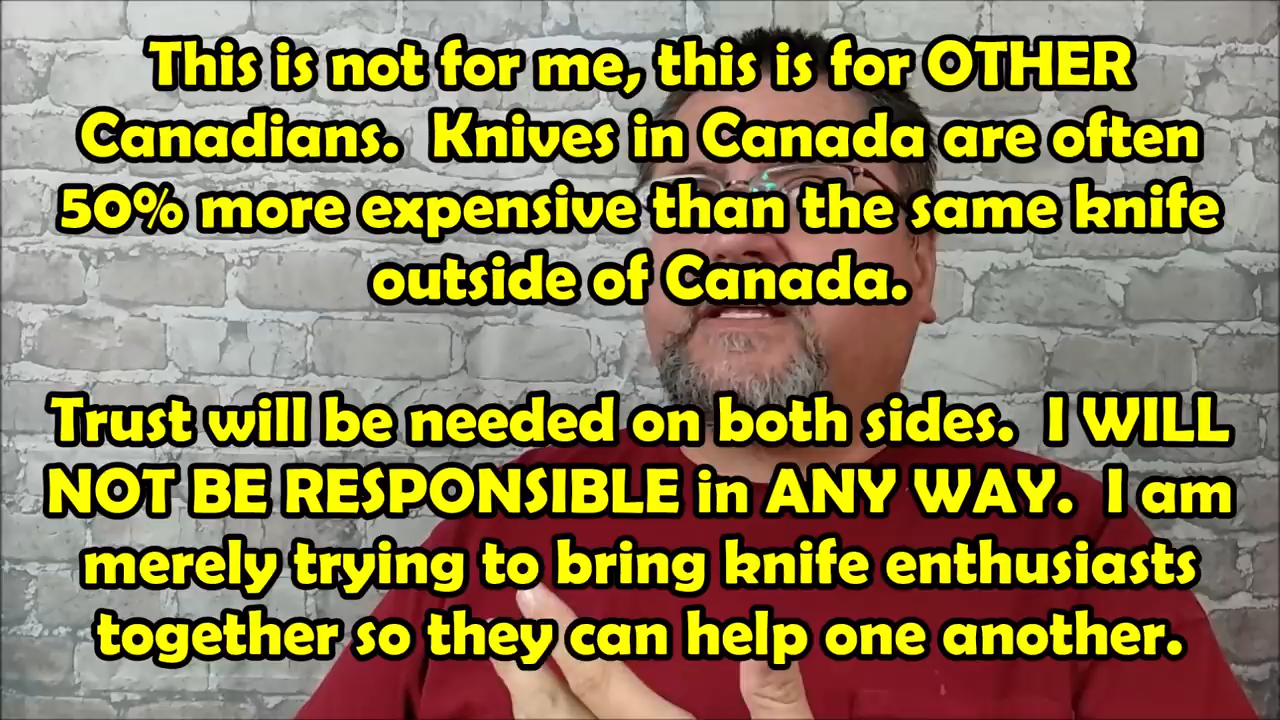 This is not for me, this is for OTHER
Canadians. Knives in Canada are often
50% more expensive than the same knife
outside of Canada.
Trust will be needed on both sides. I WILL
NOT BE RESPONSIBLE in ANY WAY. I am
merely trying to bring knife enthusiasts
together so they can help one another.